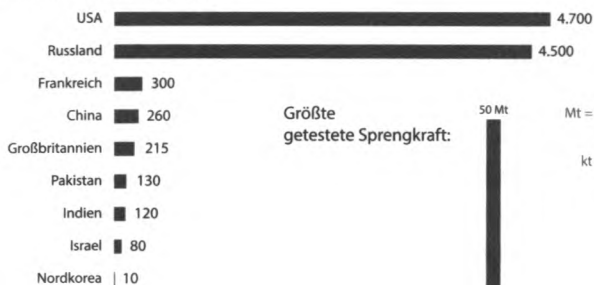 USA 4.700
Russland 4.500
Frankreich 300
China 260
Großbritannien 215
Pakistan 130
Indien 120
Israel 80
Nordkorea 10
Größte
getestete Sprengkraft:
50 Mt
Mt =
kt